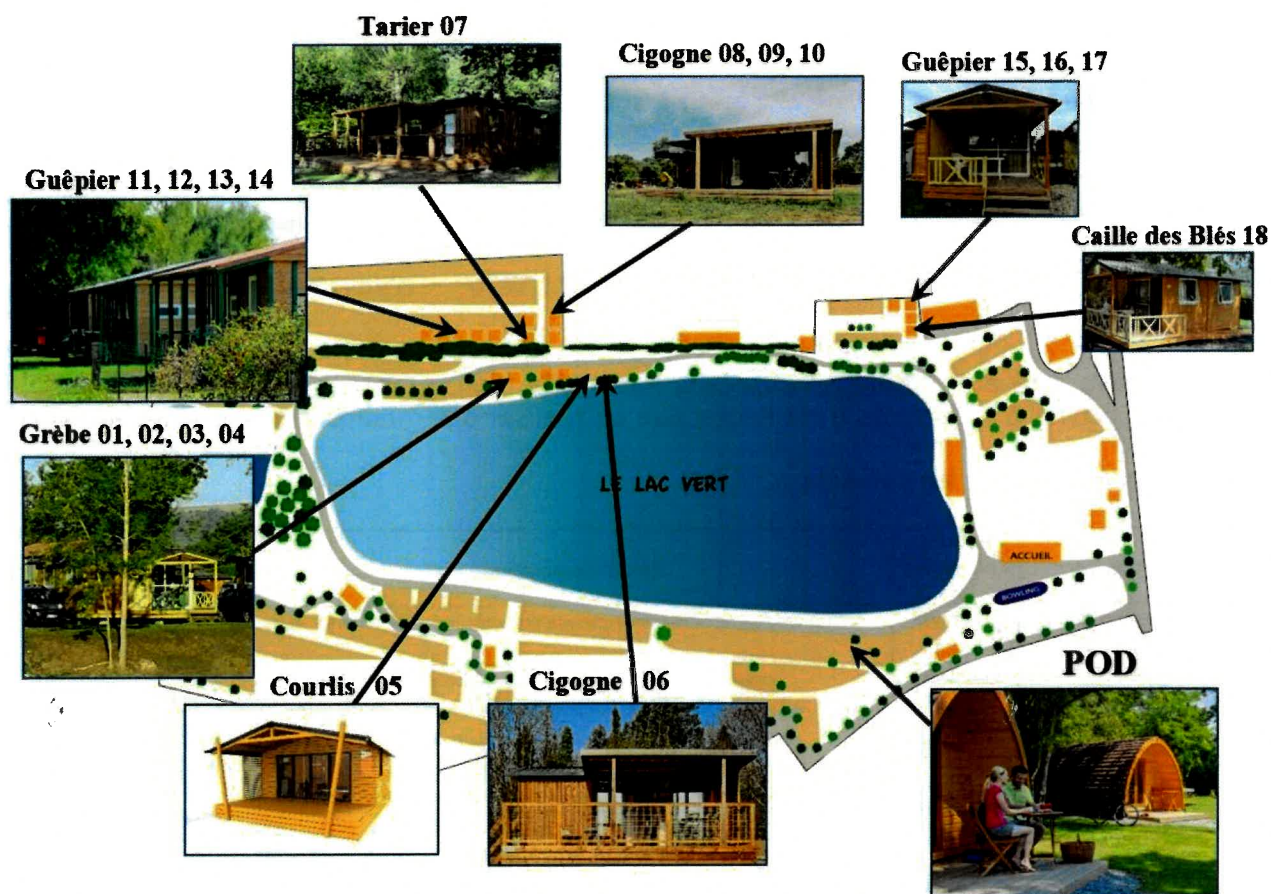 Tarier 07
Cigogne 08, 09, 10
Guêpier 15, 16, 17
Guêpier 11, 12, 13, 14
Caille des Blés 18
Grèbe 01, 02, 03, 04
LE LAC VERT
ACCUEIL
BOWLING
POD
Courlis 05
Cigogne 06